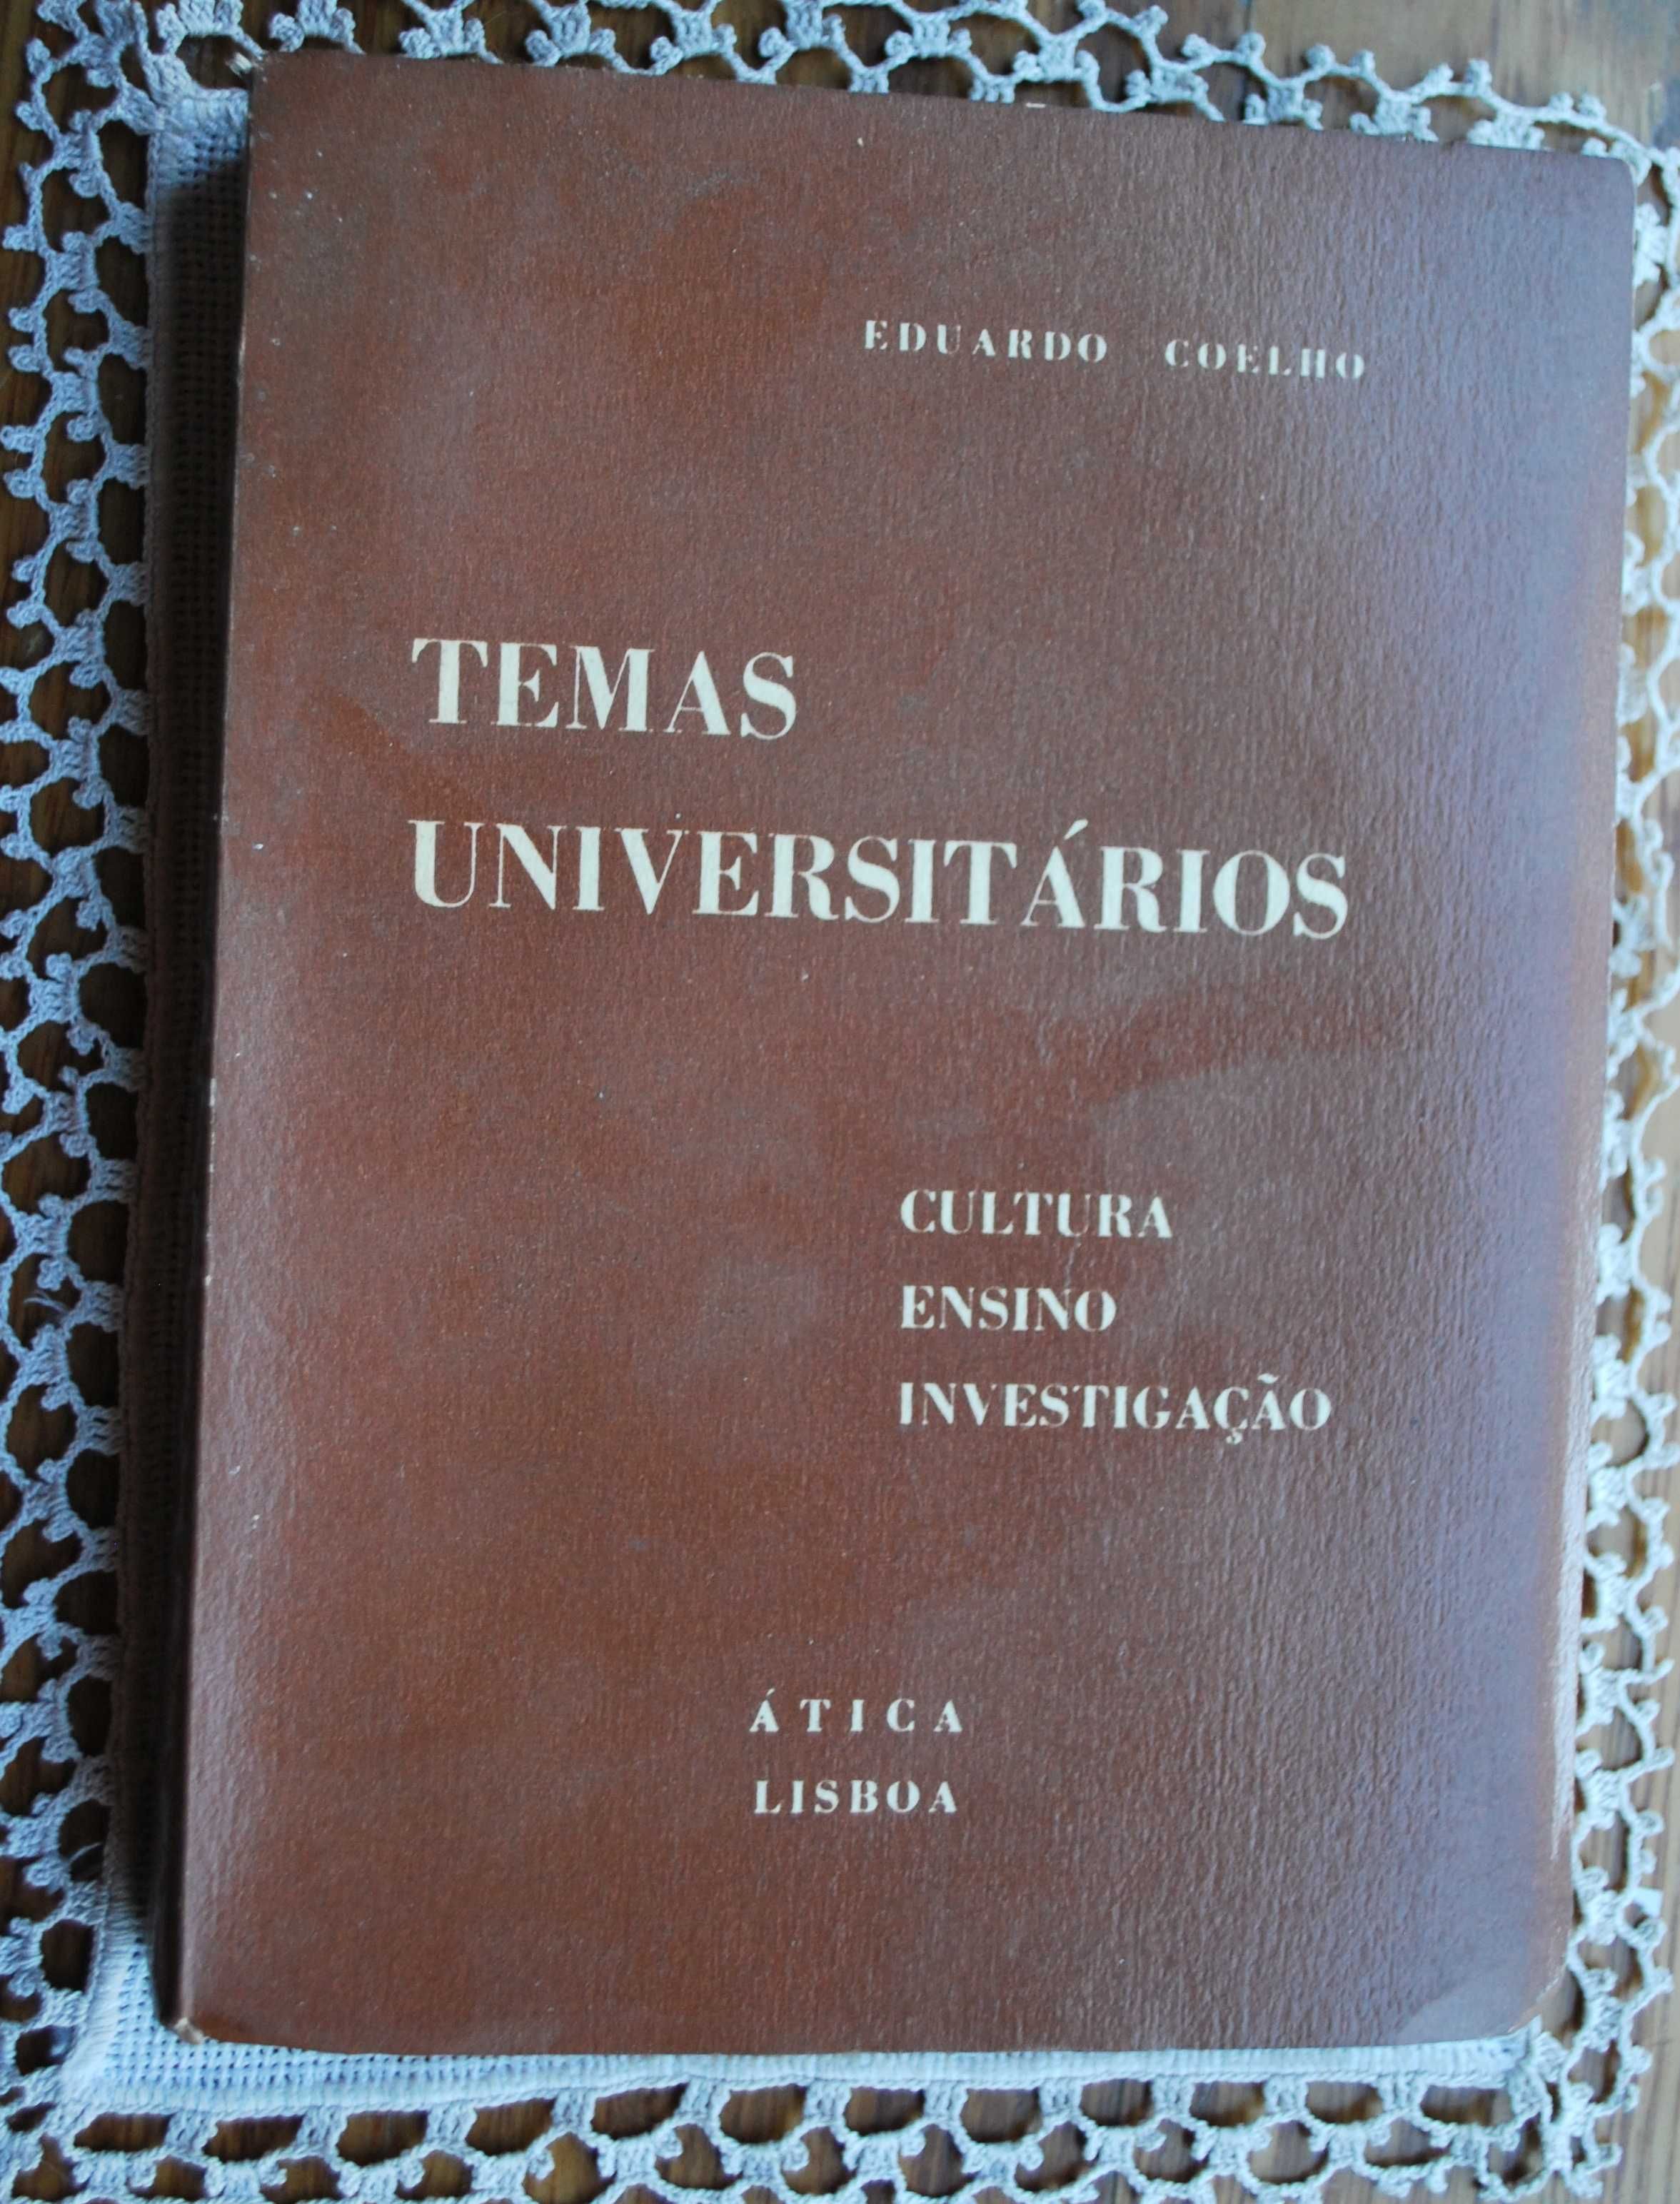 EDUARDO COELHO
TEMAS
UNIVERSITÁRIOS
CULTURA
ENSINO
INVESTIGAÇÃO
ÁTICA
LISBOA